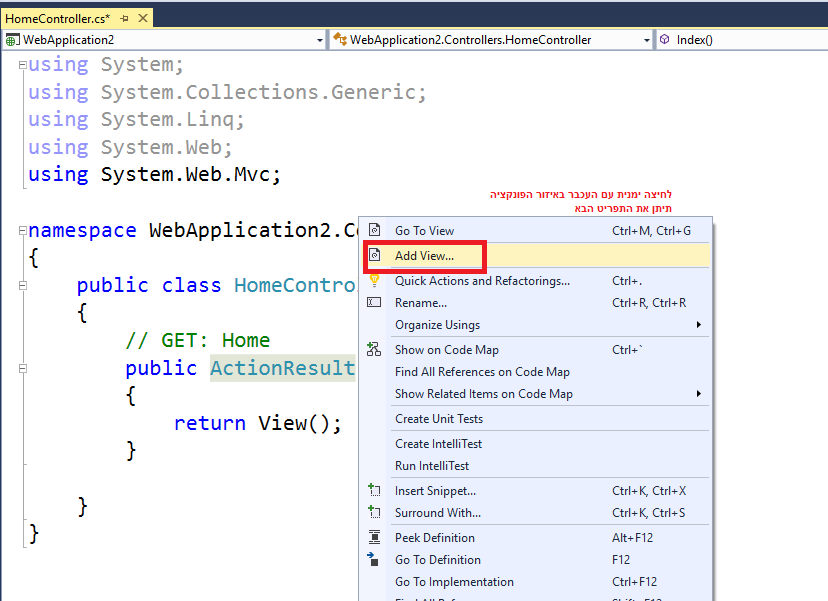 HomeController.cs*
WebApplication2
WebApplication2.Controllers.HomeController
Index()
using System;
using System.Collections.Generic;
using System.Linq;
using System.Web;
using System.Web.Mvc;
לחיצה ימנית עם העכבר באיזור הפונקציה
תיתן את התפריט הבא
namespace WebApplication2.Co
{
public class HomeContro
{
// GET: Home
public ActionResult
{
return View();
}
}
}
Go To View Ctrl+M, Ctrl+G
Add View...
Quick Actions and Refactorings... Ctrl+.
Rename... Ctrl+R, Ctrl+R
Organize Usings
Show on Code Map Ctrl+`
Find All References on Code Map
Show Related Items on Code Map
Create Unit Tests
Create IntelliTest
Run IntelliTest
Insert Snippet... Ctrl+K, Ctrl+X
Surround With... Ctrl+K, Ctrl+S
Peek Definition Alt+F12
Go To Definition F12
Go To Implementation Ctrl+F12